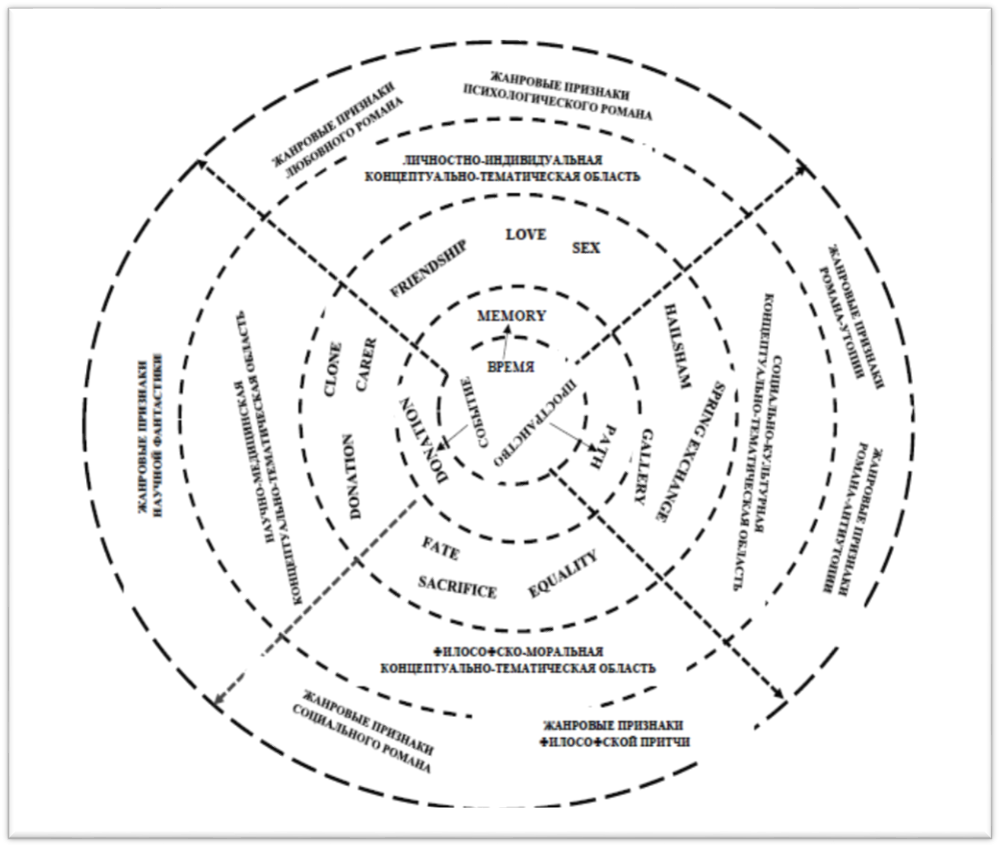 ЖАНРОВЫЕ ПРИЗНАКИ
ЛЮБОВНОГО РОМАНА
ЖАНРОВЫЕ ПРИЗНАКИ
ПСИХОЛОГИЧЕСКОГО РОМАНА
ЛИЧНОСТНО-ИНДИВИДУАЛЬНАЯ
КОНЦЕПТУАЛЬНО-ТЕМАТИЧЕСКАЯ ОБЛАСТЬ
FRIENDSHIP
LOVE
SEX
MEMORY
ВРЕМЯ
СОБЫТИЕ
ПРОСТРАНСТВО
DONATION
PATH
CLONE
CARER
DONATION
HAILSHAM
SPRING EXCHANGE
GALLERY
ЖАНРОВЫЕ ПРИЗНАКИ
НАУЧНОЙ ФАНТАСТИКИ
НАУЧНО-МЕДИЦИНСКАЯ
КОНЦЕПТУАЛЬНО-ТЕМАТИЧЕСКАЯ ОБЛАСТЬ
СОЦИАЛЬНО-КУЛЬТУРНАЯ
КОНЦЕПТУАЛЬНО-ТЕМАТИЧЕСКАЯ ОБЛАСТЬ
ЖАНРОВЫЕ ПРИЗНАКИ
РОМАНА-УТОПИИ
ЖАНРОВЫЕ ПРИЗНАКИ
РОМАНА-АНТИУТОПИИ
FATE
SACRIFICE
EQUALITY
ФИЛОСОФСКО-МОРАЛЬНАЯ
КОНЦЕПТУАЛЬНО-ТЕМАТИЧЕСКАЯ ОБЛАСТЬ
ЖАНРОВЫЕ ПРИЗНАКИ
СОЦИАЛЬНОГО РОМАНА
ЖАНРОВЫЕ ПРИЗНАКИ
ФИЛОСОФСКОЙ ПРИТЧИ